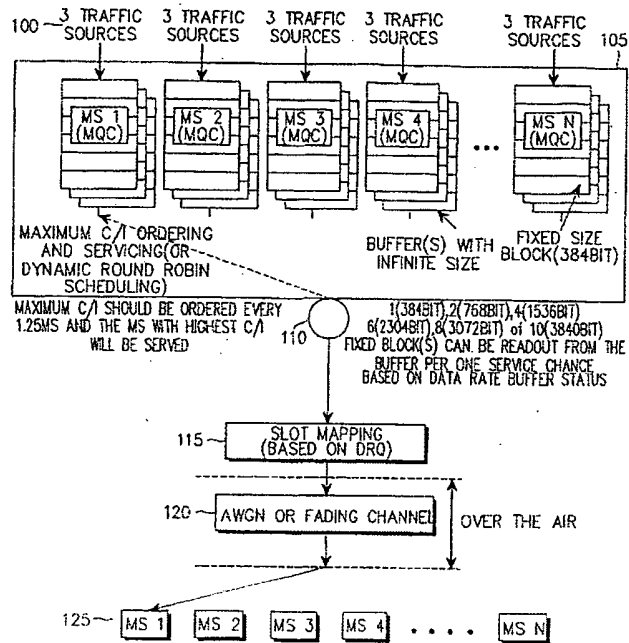 100 3 TRAFFIC SOURCES
3 TRAFFIC SOURCES
3 TRAFFIC SOURCES
3 TRAFFIC SOURCES
3 TRAFFIC SOURCES
105
MS 1 (MQC)
MS 2 (MQC)
MS 3 (MQC)
MS 4 (MQC)
...
MS N (MQC)
MAXIMUM C/I ORDERING
AND SERVICING(OR
DYNAMIC ROUND ROBIN
SCHEDULING)
BUFFER(S) WITH
INFINITE SIZE
FIXED SIZE
BLOCK(384BIT)
MAXIMUM C/I SHOULD BE ORDERED EVERY
1.25MS AND THE MS WITH HIGHEST C/I
WILL BE SERVED
110
1(384BIT),2(768BIT),4(1536BIT)
6(2304BIT),8(3072BIT) of 10(3840BIT)
FIXED BLOCK(S) CAN BE READOUT FROM THE
BUFFER PER ONE SERVICE CHANCE
BASED ON DATA RATE BUFFER STATUS
115
SLOT MAPPING
(BASED ON DRQ)
120
AWGN OR FADING CHANNEL
OVER THE AIR
125
MS 1
MS 2
MS 3
MS 4
....
MS N